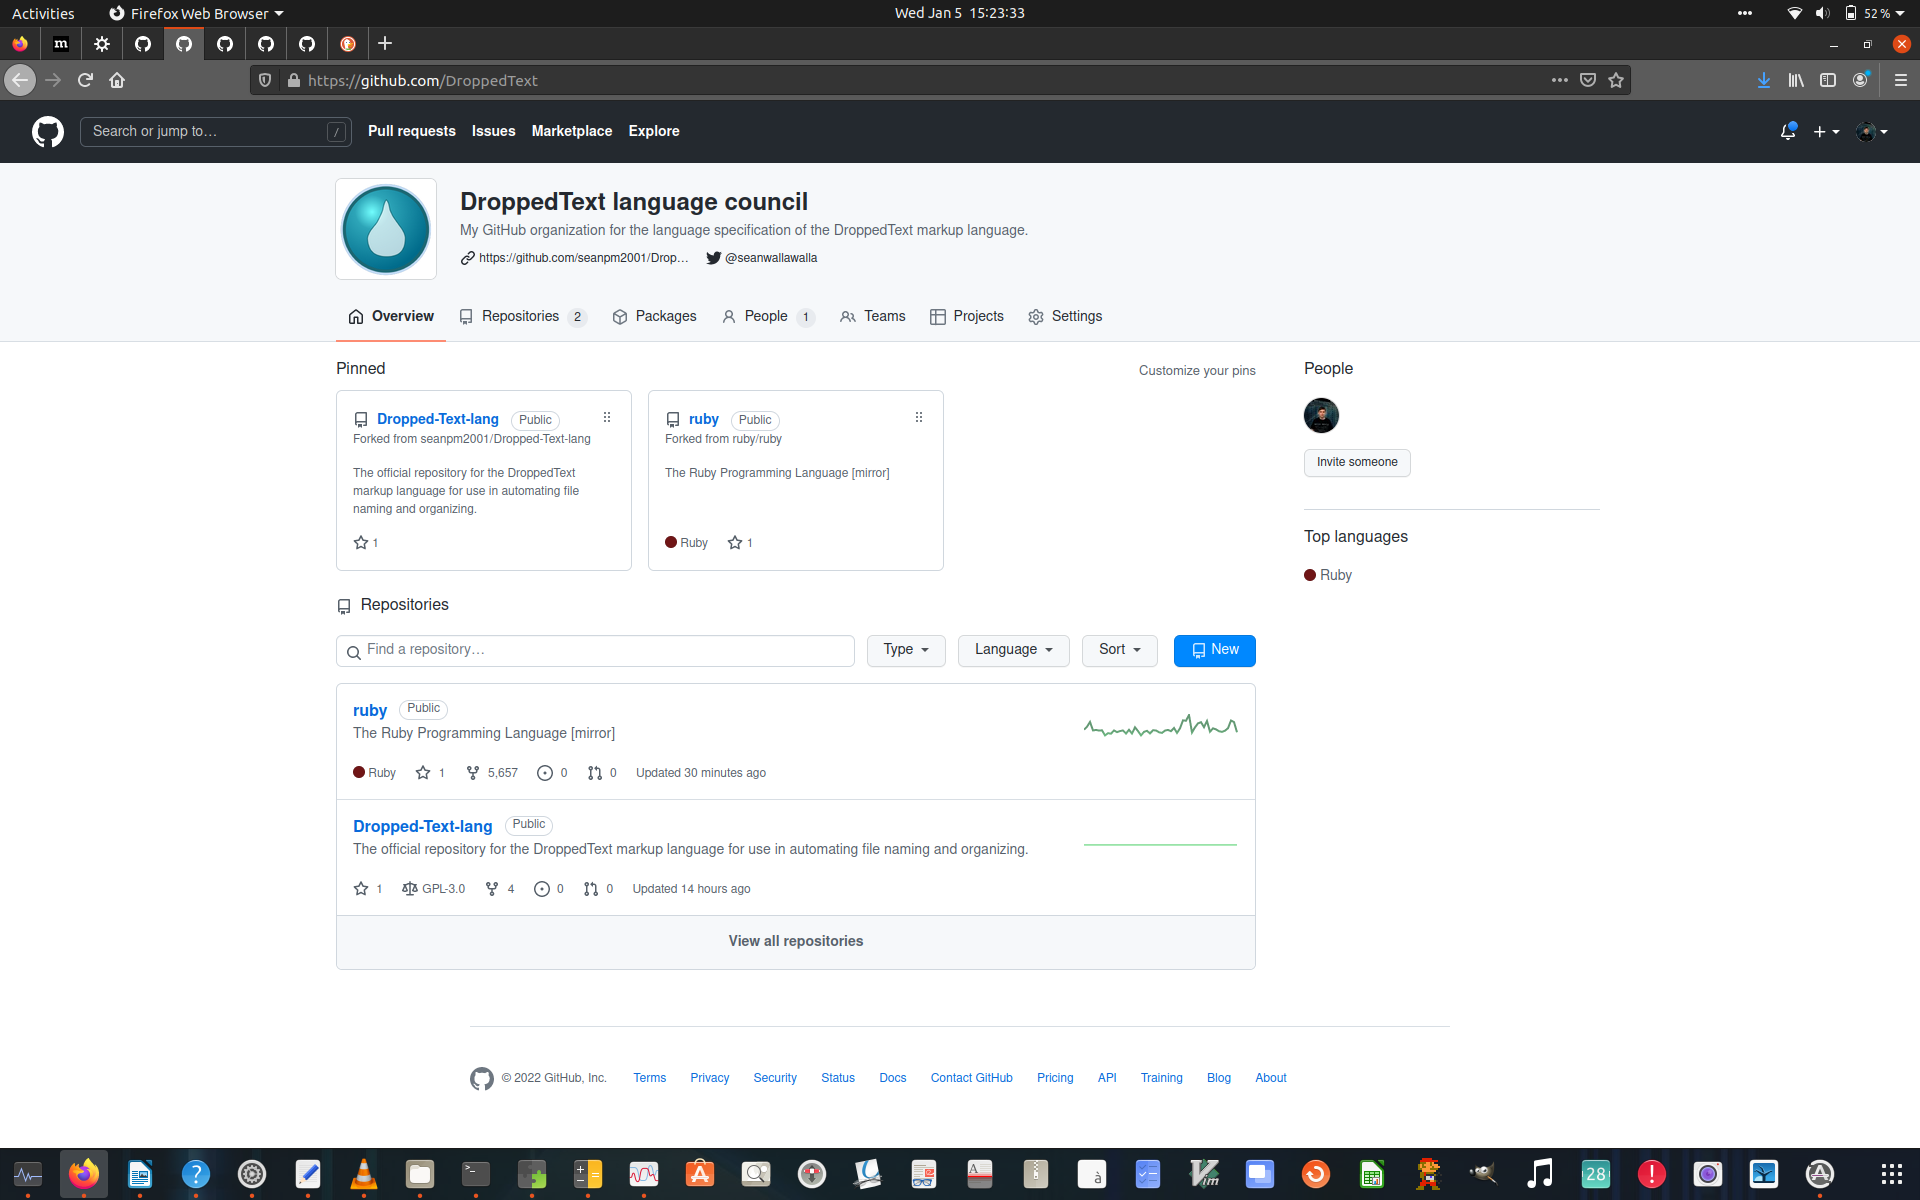 Activities
Firefox Web Browser
Wed Jan 5 15:23:33
52 %
m
https://github.com/DroppedText
Search or jump to…
/
Pull requests
Issues
Marketplace
Explore
DroppedText language council
My GitHub organization for the language specification of the DroppedText markup language.
https://github.com/seanpm2001/Drop…
@seanwallawalla
Overview
Repositories 2
Packages
People 1
Teams
Projects
Settings
Pinned
Customize your pins
Dropped-Text-lang Public
Forked from seanpm2001/Dropped-Text-lang
The official repository for the DroppedText
markup language for use in automating file
naming and organizing.
1
ruby Public
Forked from ruby/ruby
The Ruby Programming Language [mirror]
Ruby 1
People
Invite someone
Top languages
Ruby
Repositories
Find a repository…
Type
Language
Sort
New
ruby Public
The Ruby Programming Language [mirror]
Ruby 1 5,657 0 0 Updated 30 minutes ago
Dropped-Text-lang Public
The official repository for the DroppedText markup language for use in automating file naming and organizing.
1 GPL-3.0 4 0 0 Updated 14 hours ago
View all repositories
© 2022 GitHub, Inc.
Terms
Privacy
Security
Status
Docs
Contact GitHub
Pricing
API
Training
Blog
About
?
>_
A
à
Vim
28
!